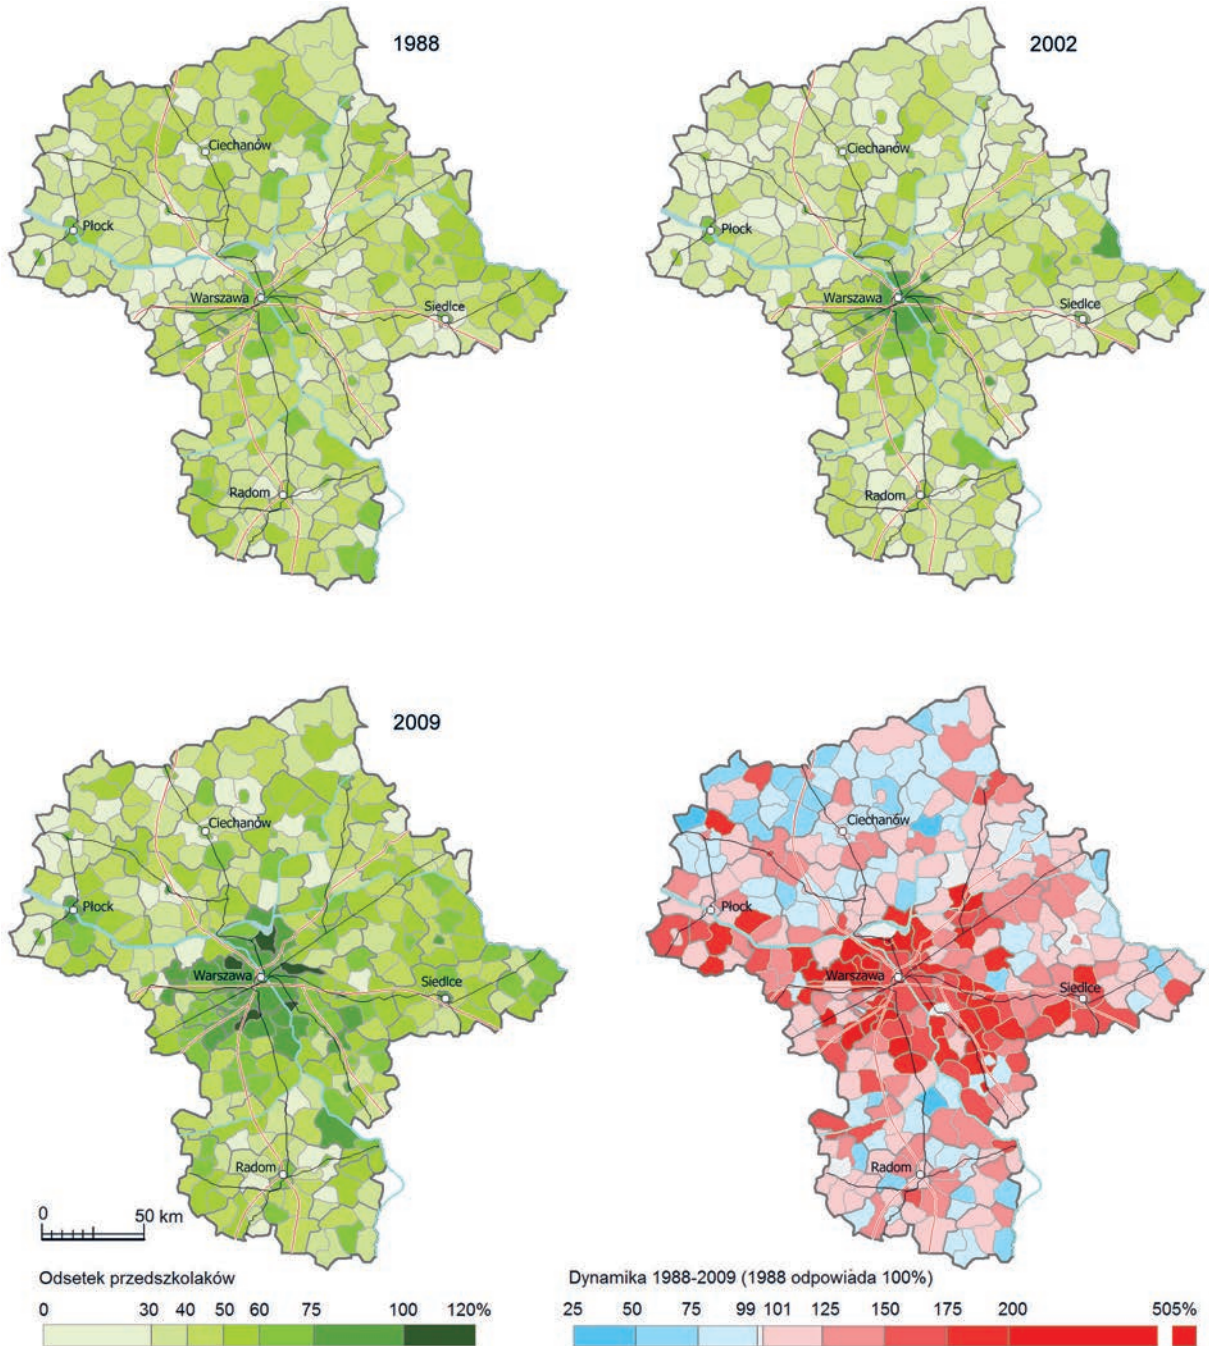 1988
2002
Ciechanów
Płock
Warszawa
Siedlce
Radom
Ciechanów
Płock
Warszawa
Siedlce
Radom
2009
Ciechanów
Płock
Warszawa
Siedlce
Radom
Ciechanów
Płock
Warszawa
Siedlce
Radom
0 50 km
Odsetek przedszkolaków
0 30 40 50 60 75 100 120%
Dynamika 1988-2009 (1988 odpowiada 100%)
25 50 75 99 101 125 150 175 200 505%